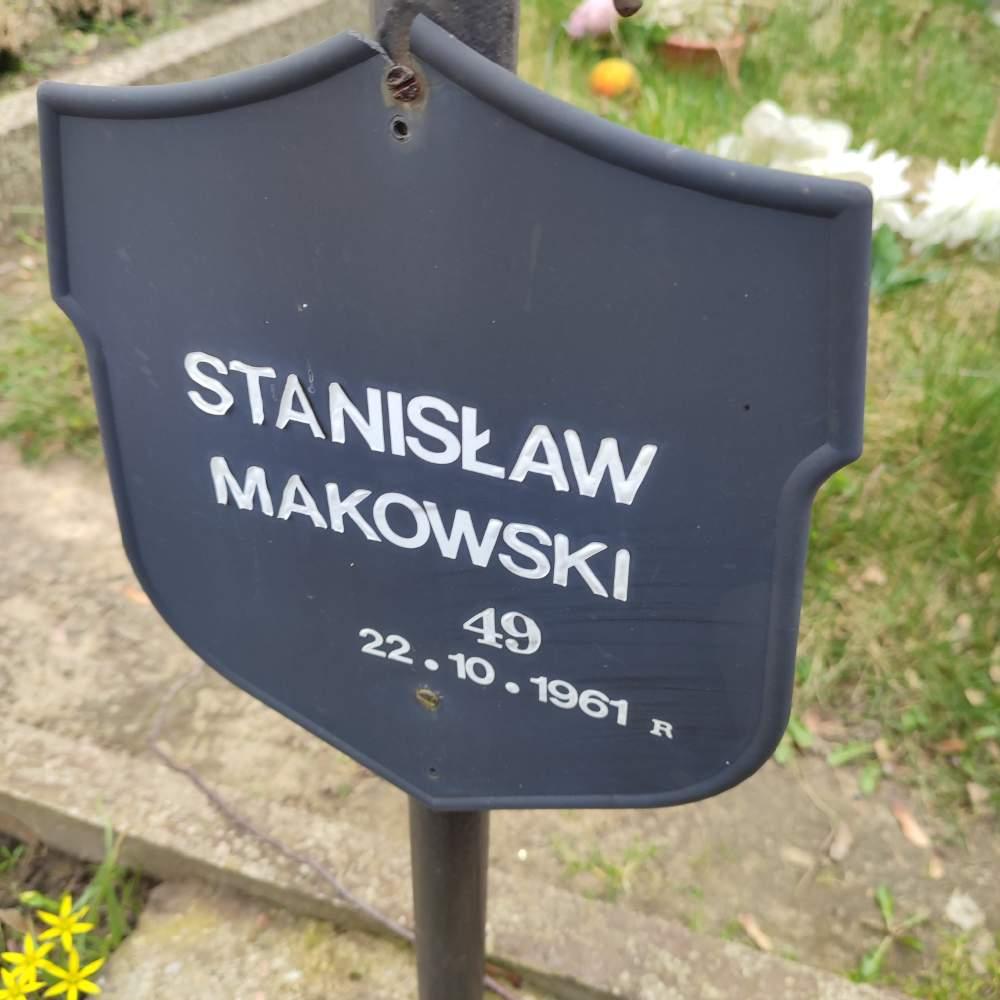 STANISŁAW
MAKOWSKI
49
22.10.1961 R